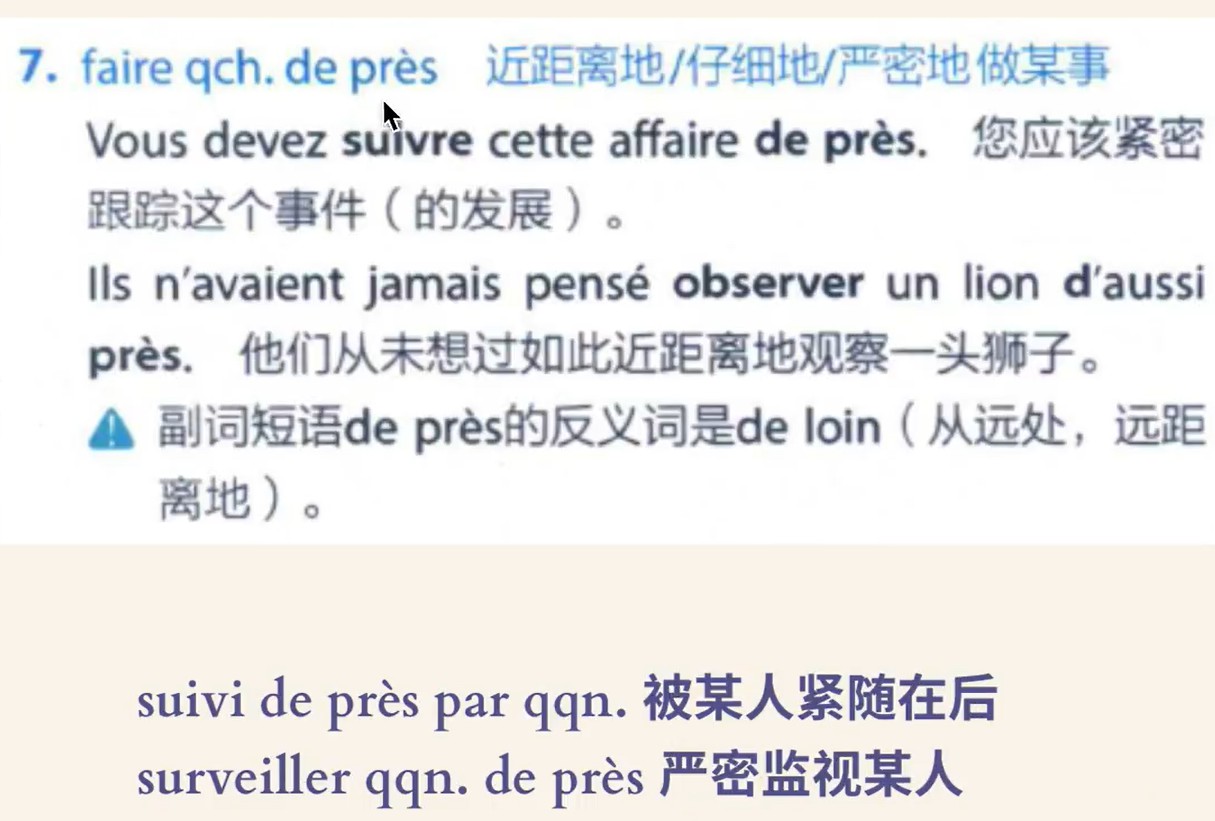 7. faire qch. de près 近距离地/仔细地/严密地做某事
Vous devez suivre cette affaire de près. 您应该紧密
跟踪这个事件（的发展）。
Ils n'avaient jamais pensé observer un lion d'aussi
près. 他们从未想过如此近距离地观察一头狮子。
副词短语de près的反义词是de loin（从远处，远距
离地）。
suivi de près par qqn. 被某人紧随在后
surveiller qqn. de près 严密监视某人